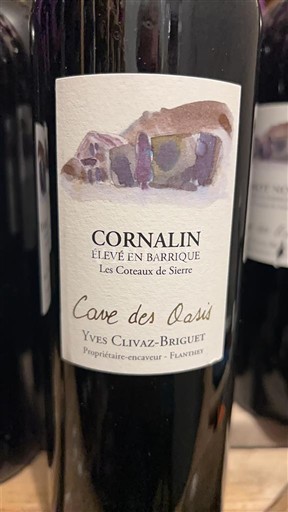 CORNALIN
ÉLEVÉ EN BARRIQUE
Les Coteaux de Sierre
Cave des Oasis
YVES CLIVAZ-BRIGUET
Propriétaire-encaveur - FLANTHEY